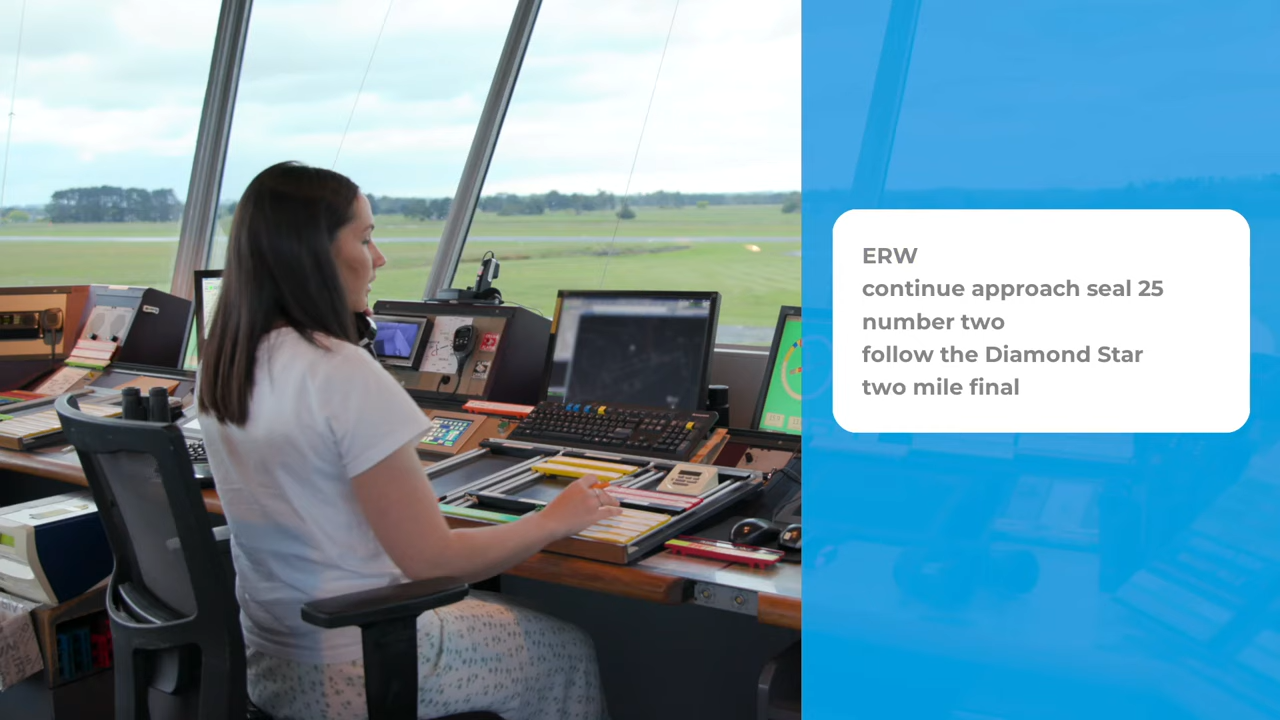 ERW
continue approach seal 25
number two
follow the Diamond Star
two mile final